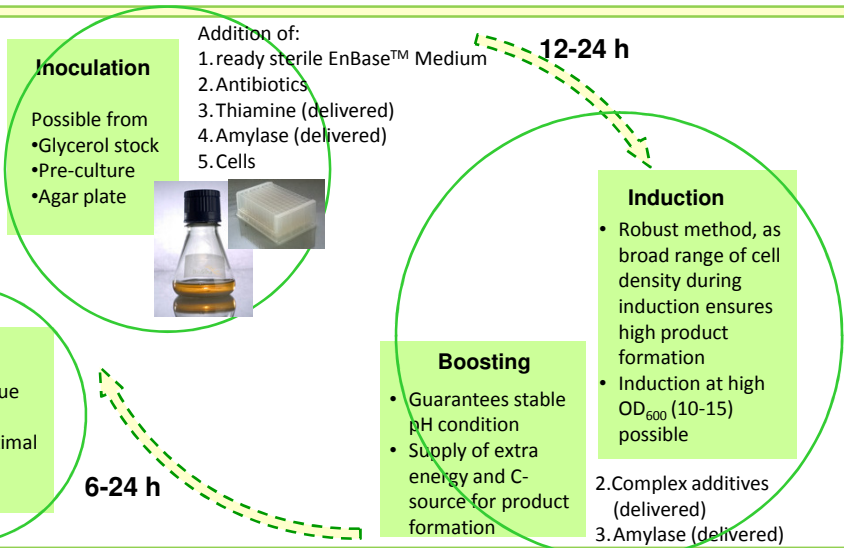 Inoculation
Possible from
•Glycerol stock
•Pre-culture
•Agar plate
Addition of:
1.ready sterile EnBase™ Medium
2.Antibiotics
3.Thiamine (delivered)
4.Amylase (delivered)
5.Cells
12-24 h
Induction
• Robust method, as
broad range of cell
density during
induction ensures
high product
formation
• Induction at high
OD600 (10-15)
possible
2.Complex additives
(delivered)
3.Amylase (delivered)
Boosting
• Guarantees stable
pH condition
• Supply of extra
energy and C-
source for product
formation
6-24 h